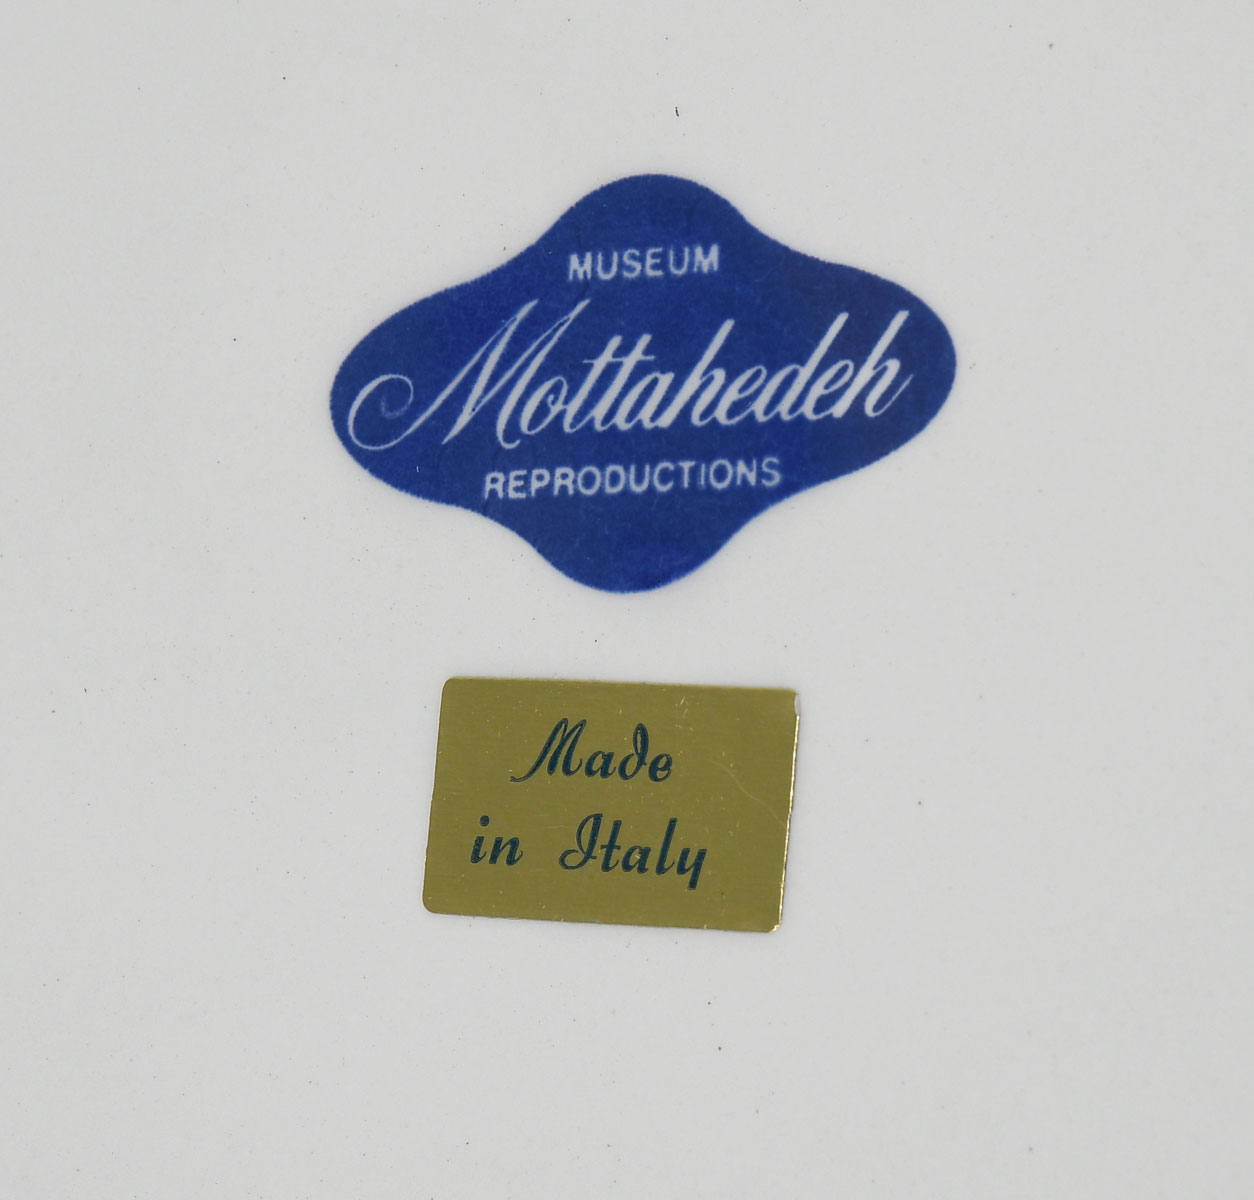 MUSEUM
Mottahedeh
REPRODUCTIONS
Made
in Italy